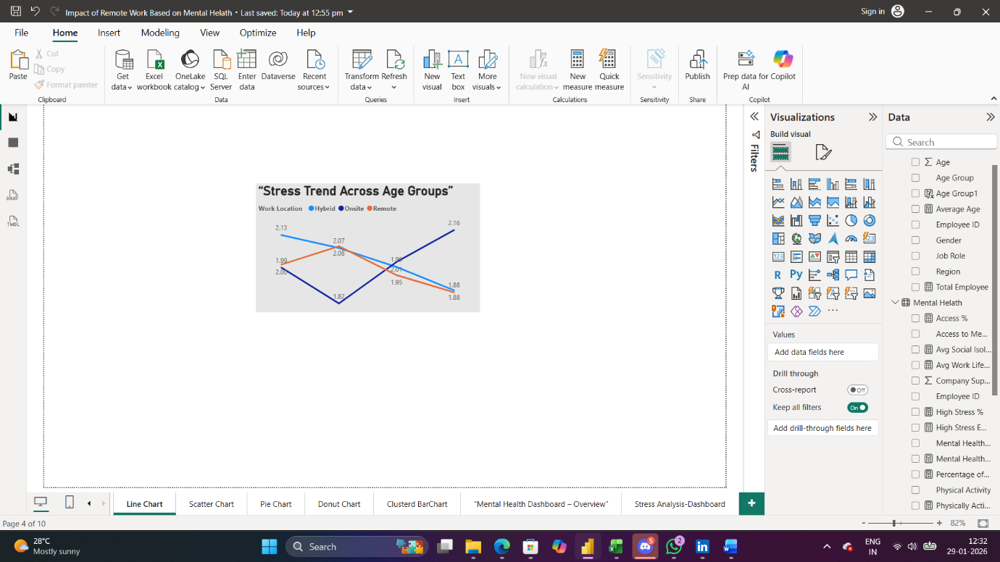 Impact of Remote Work Based on Mental Helath • Last saved: Today at 12:55 pm
Sign in
File Home Insert Modeling View Optimize Help
Paste
Cut
Copy
Format painter
Clipboard
Get data
Excel workbook
OneLake catalog
SQL Server
Enter data
Dataverse
Recent sources
Data
Transform data
Refresh
Queries
New visual
Text box
More visuals
Insert
New visual calculation
New measure
Quick measure
Calculations
Sensitivity
Sensitivity
Publish
Share
Prep data for AI
Copilot
Copilot
“Stress Trend Across Age Groups”
Work Location Hybrid Onsite Remote
2.13
2.16
2.07
2.08
1.99
2.00
1.82
1.99
2.01
1.95
1.88
1.88
Filters
Visualizations
Build visual
Values
Add data fields here
Drill through
Cross-report
Off
Keep all filters
On
Add drill-through fields here
Data
Search
Age
Age Group
Age Group1
Average Age
Employee ID
Gender
Job Role
Region
Total Employee
Mental Helath
Access %
Access to Me...
Avg Social Isol...
Avg Work Life...
Company Sup...
Employee ID
High Stress %
High Stress E...
Mental Health...
Mental Health...
Percentage of...
Physical Activity
Physically Acti...
Line Chart
Scatter Chart
Pie Chart
Donut Chart
Clusterd BarChart
“Mental Health Dashboard – Overview”
Stress Analysis-Dashboard
Page 4 of 10
82%
28°C
Mostly sunny
Search
5
2
ENG
IN
12:32
29-01-2026